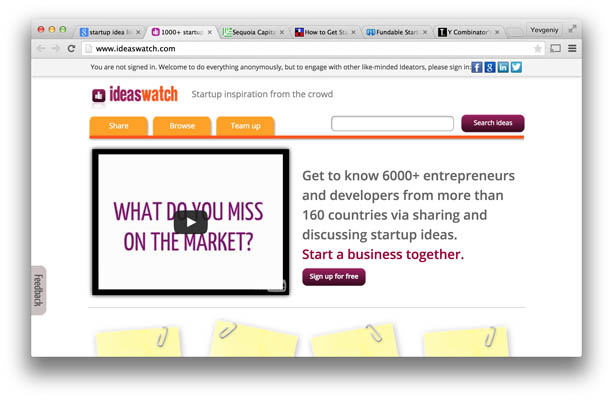 startup idea l
1000+ startup
Sequoia Capita
How to Get Sta
Fundable Start
Y Combinator'
Yevgeniy
www.ideaswatch.com
You are not signed in. Welcome to do everything anonymously, but to engage with other like-minded Ideators, please sign in:
ideaswatch
Startup inspiration from the crowd
Share
Browse
Team up
Search ideas
WHAT DO YOU MISS
ON THE MARKET?
Get to know 6000+ entrepreneurs
and developers from more than
160 countries via sharing and
discussing startup ideas.
Start a business together.
Sign up for free
Feedback